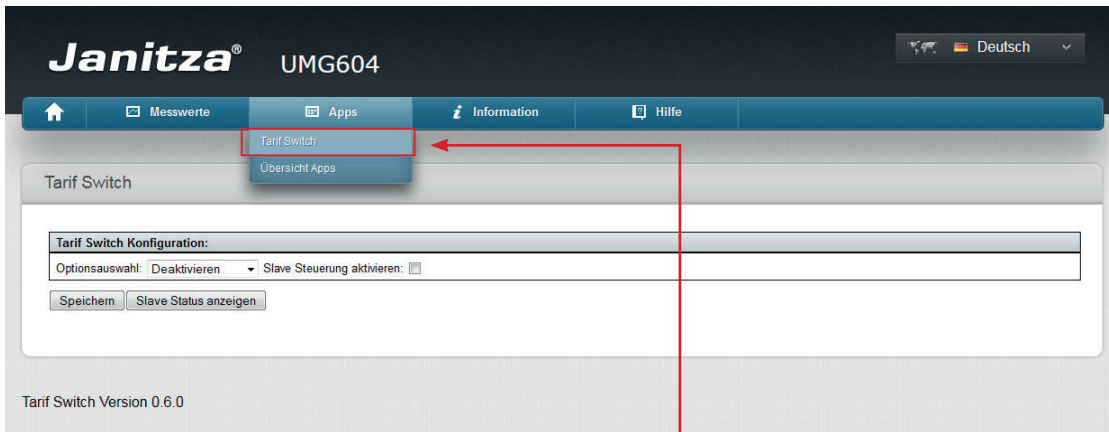 Janitza® UMG604
Deutsch
Messwerte Apps Information Hilfe
Tarif Switch
Übersicht Apps
Tarif Switch
Tarif Switch Konfiguration:
Optionsauswahl: Deaktivieren Slave Steuerung aktivieren:
Speichern Slave Status anzeigen
Tarif Switch Version 0.6.0